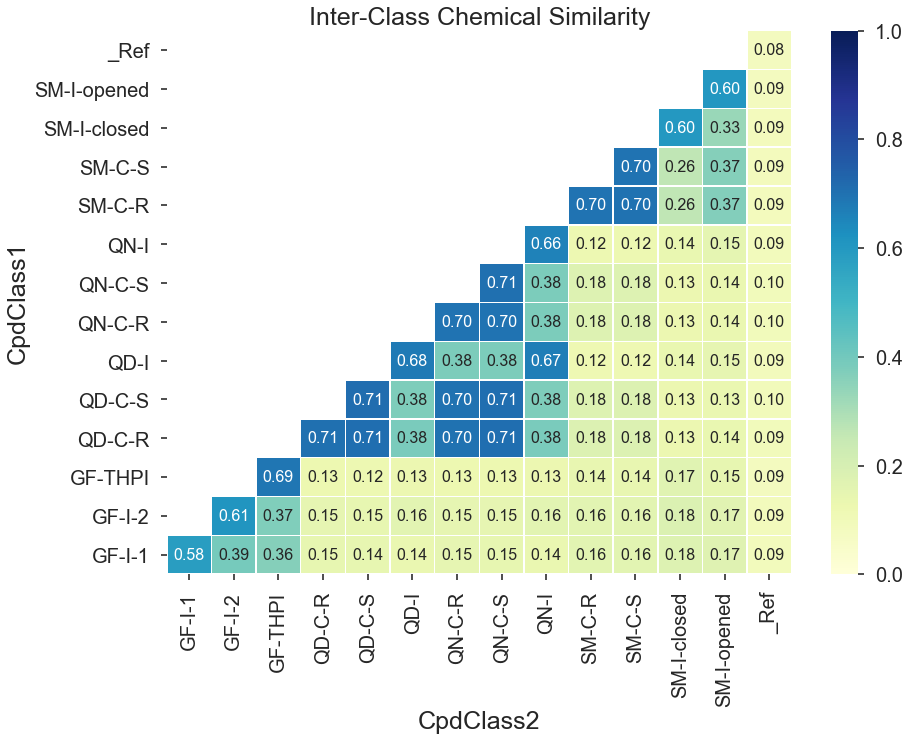 Inter-Class Chemical Similarity
CpdClass1
_Ref 0.08
SM-I-opened 0.60 0.09
SM-I-closed 0.60 0.33 0.09
SM-C-S 0.70 0.26 0.37 0.09
SM-C-R 0.70 0.70 0.26 0.37 0.09
QN-I 0.66 0.12 0.12 0.14 0.15 0.09
QN-C-S 0.71 0.38 0.18 0.18 0.13 0.14 0.10
QN-C-R 0.70 0.70 0.38 0.18 0.18 0.13 0.14 0.10
QD-I 0.68 0.38 0.38 0.67 0.12 0.12 0.14 0.15 0.09
QD-C-S 0.71 0.38 0.70 0.71 0.38 0.18 0.18 0.13 0.13 0.10
QD-C-R 0.71 0.71 0.38 0.70 0.71 0.38 0.18 0.18 0.13 0.14 0.09
GF-THPI 0.69 0.13 0.12 0.13 0.13 0.13 0.13 0.14 0.14 0.17 0.15 0.09
GF-I-2 0.61 0.37 0.15 0.15 0.16 0.15 0.15 0.16 0.16 0.16 0.18 0.17 0.09
GF-I-1 0.58 0.39 0.36 0.15 0.14 0.14 0.15 0.15 0.14 0.16 0.16 0.18 0.17 0.09
GF-I-1 GF-I-2 GF-THPI QD-C-R QD-C-S QD-I QN-C-R QN-C-S QN-I SM-C-R SM-C-S SM-I-closed SM-I-opened _Ref
CpdClass2
1.0
0.8
0.6
0.4
0.2
0.0